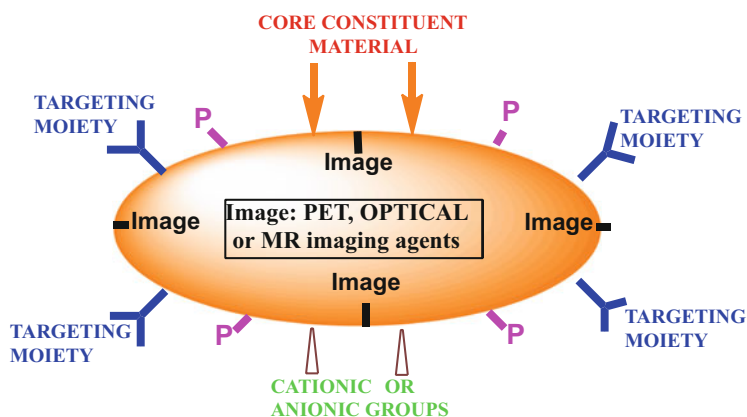 CORE CONSTITUENT
MATERIAL
TARGETING
MOIETY
P
P
TARGETING
MOIETY
Image
Image
Image: PET, OPTICAL
or MR imaging agents
Image
Image
TARGETING
MOIETY
P
P
TARGETING
MOIETY
CATIONIC OR
ANIONIC GROUPS